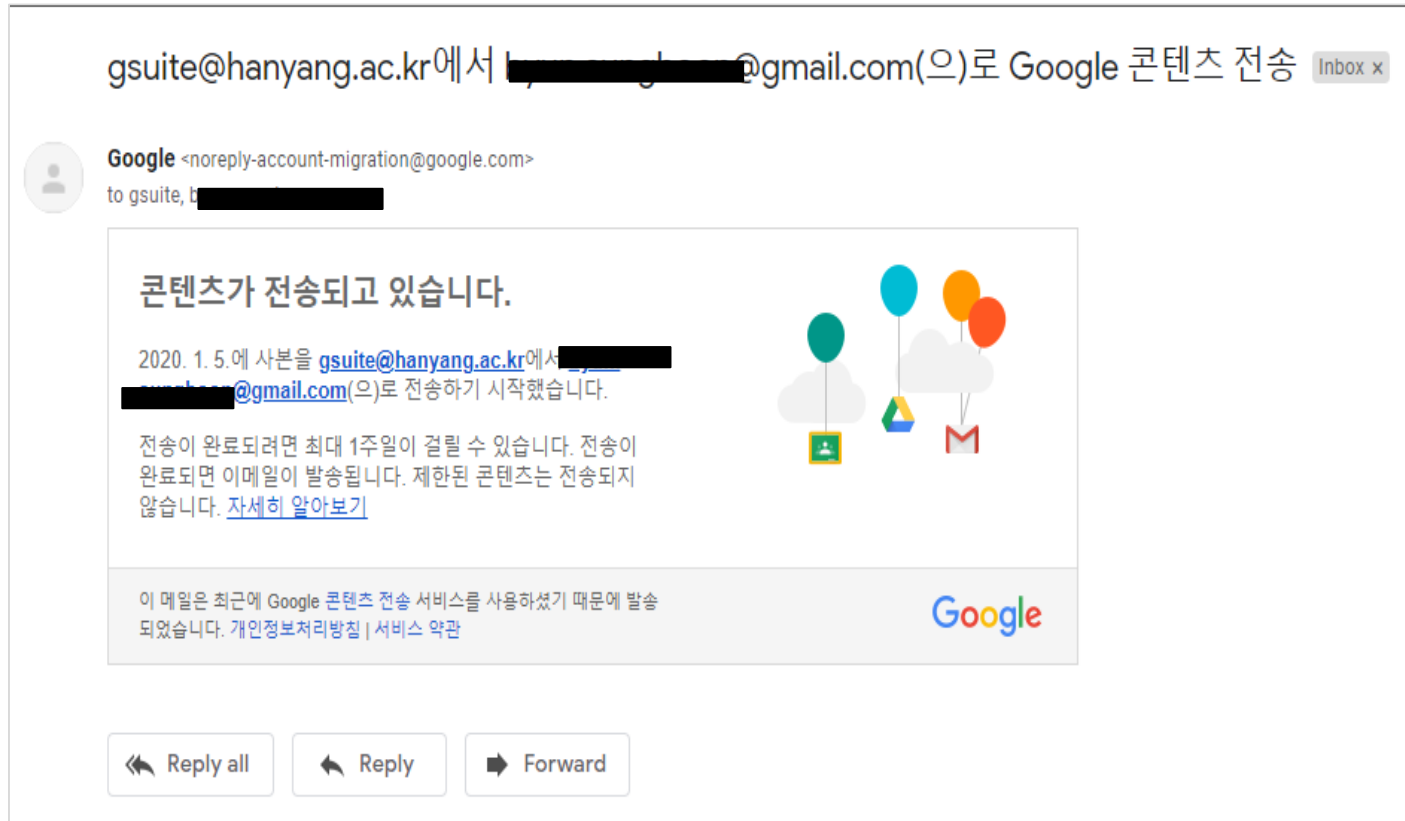 gsuite@hanyang.ac.kr에서 @gmail.com(으)로 Google 콘텐츠 전송 Inbox x
Google <noreply-account-migration@google.com>
to gsuite,
콘텐츠가 전송되고 있습니다.
2020. 1. 5.에 사본을 gsuite@hanyang.ac.kr에서
@gmail.com(으)로 전송하기 시작했습니다.
전송이 완료되려면 최대 1주일이 걸릴 수 있습니다. 전송이
완료되면 이메일이 발송됩니다. 제한된 콘텐츠는 전송되지
않습니다. 자세히 알아보기
이 메일은 최근에 Google 콘텐츠 전송 서비스를 사용하셨기 때문에 발송
되었습니다. 개인정보처리방침 | 서비스 약관
Google
Reply all
Reply
Forward